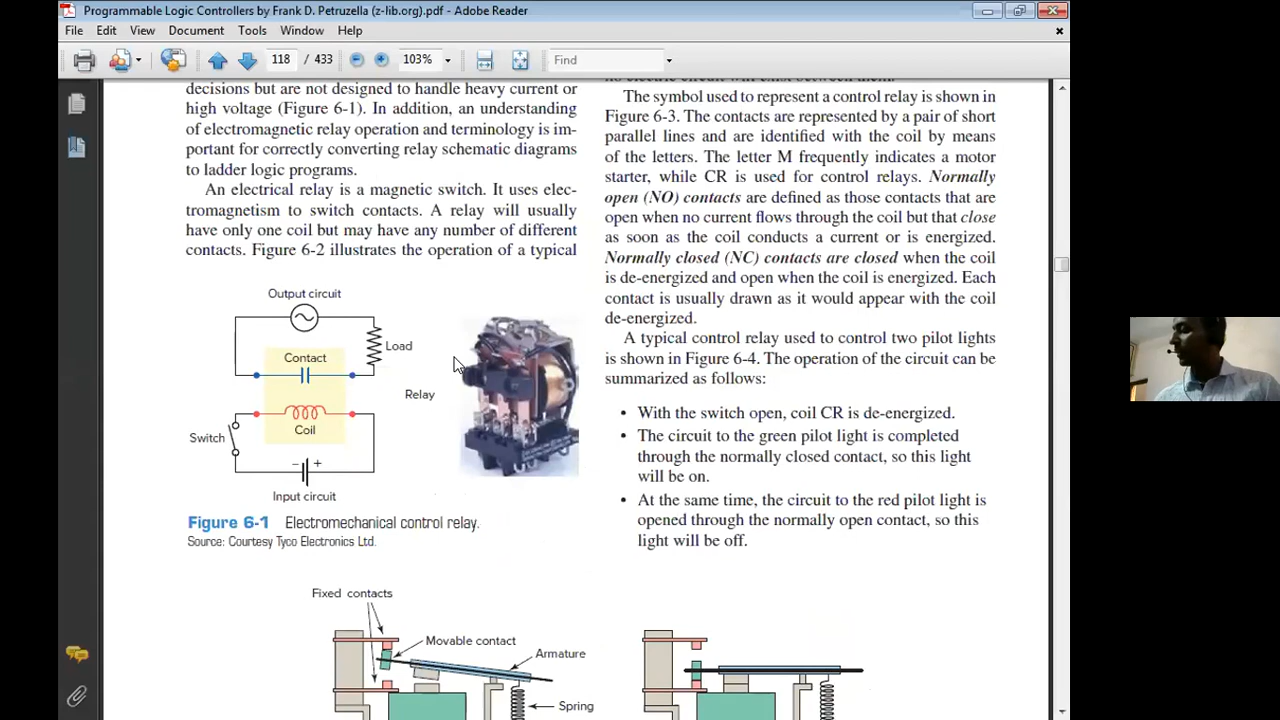 Programmable Logic Controllers by Frank D. Petruzella (z-lib.org).pdf - Adobe Reader
File Edit View Document Tools Window Help
118 / 433 103% Find
decisions but are not designed to handle heavy current or
high voltage (Figure 6-1). In addition, an understanding
of electromagnetic relay operation and terminology is im-
portant for correctly converting relay schematic diagrams
to ladder logic programs.
An electrical relay is a magnetic switch. It uses elec-
tromagnetism to switch contacts. A relay will usually
have only one coil but may have any number of different
contacts. Figure 6-2 illustrates the operation of a typical
Output circuit
Contact
Load
Relay
Coil
Switch
- +
Input circuit
Figure 6-1 Electromechanical control relay.
Source: Courtesy Tyco Electronics Ltd.
no electric circuit will exist between them.
The symbol used to represent a control relay is shown in
Figure 6-3. The contacts are represented by a pair of short
parallel lines and are identified with the coil by means
of the letters. The letter M frequently indicates a motor
starter, while CR is used for control relays. Normally
open (NO) contacts are defined as those contacts that are
open when no current flows through the coil but that close
as soon as the coil conducts a current or is energized.
Normally closed (NC) contacts are closed when the coil
is de-energized and open when the coil is energized. Each
contact is usually drawn as it would appear with the coil
de-energized.
A typical control relay used to control two pilot lights
is shown in Figure 6-4. The operation of the circuit can be
summarized as follows:
• With the switch open, coil CR is de-energized.
• The circuit to the green pilot light is completed
through the normally closed contact, so this light
will be on.
• At the same time, the circuit to the red pilot light is
opened through the normally open contact, so this
light will be off.
Fixed contacts
Movable contact
Armature
Spring